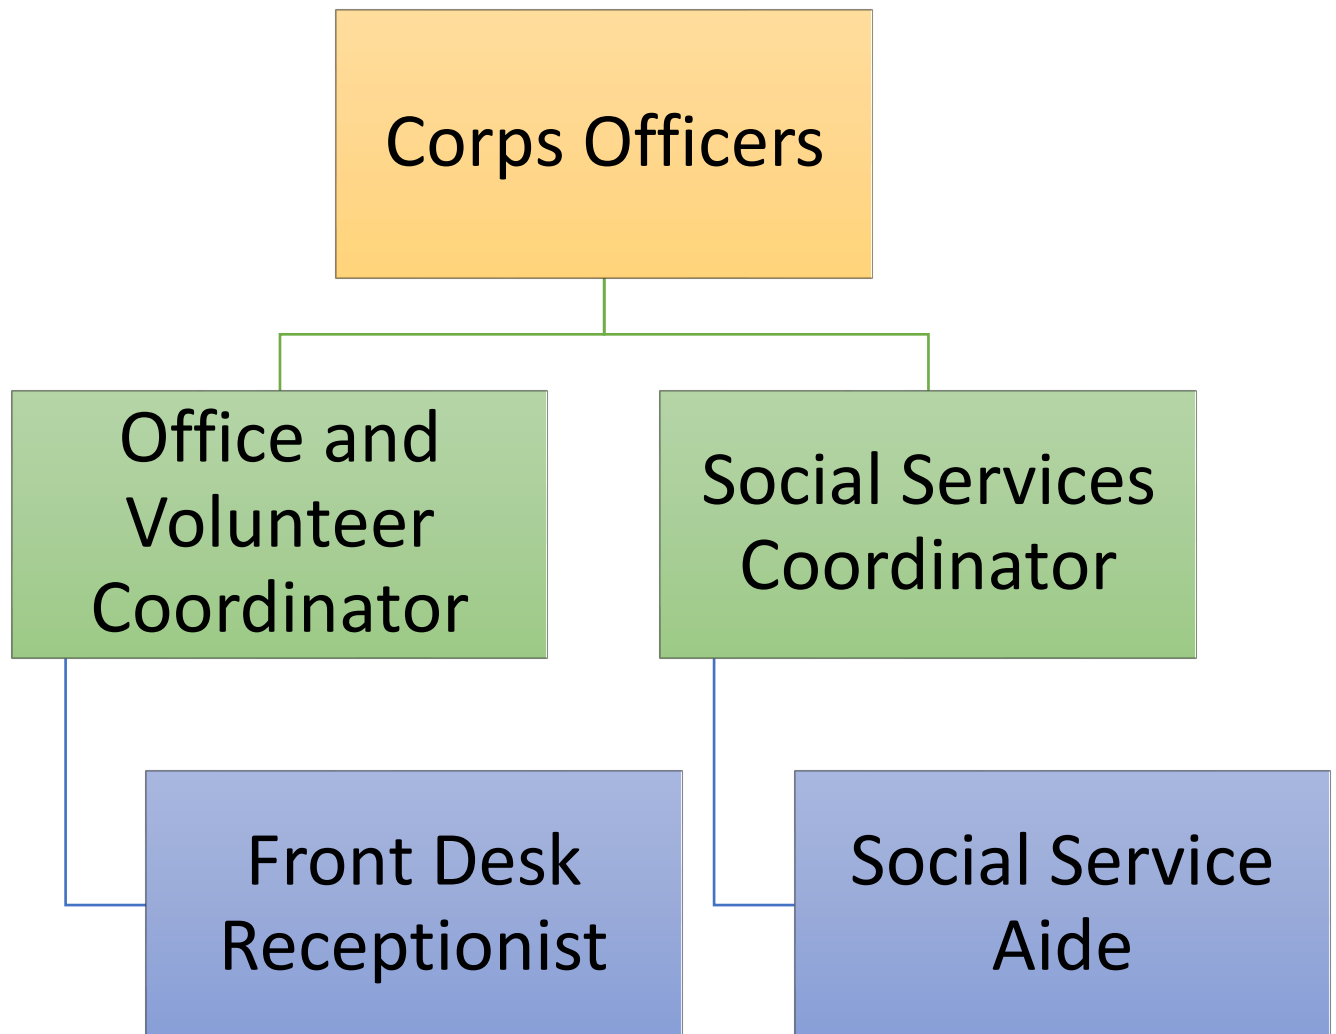 Corps Officers
Office and
Volunteer
Coordinator
Social Services
Coordinator
Front Desk
Receptionist
Social Service
Aide